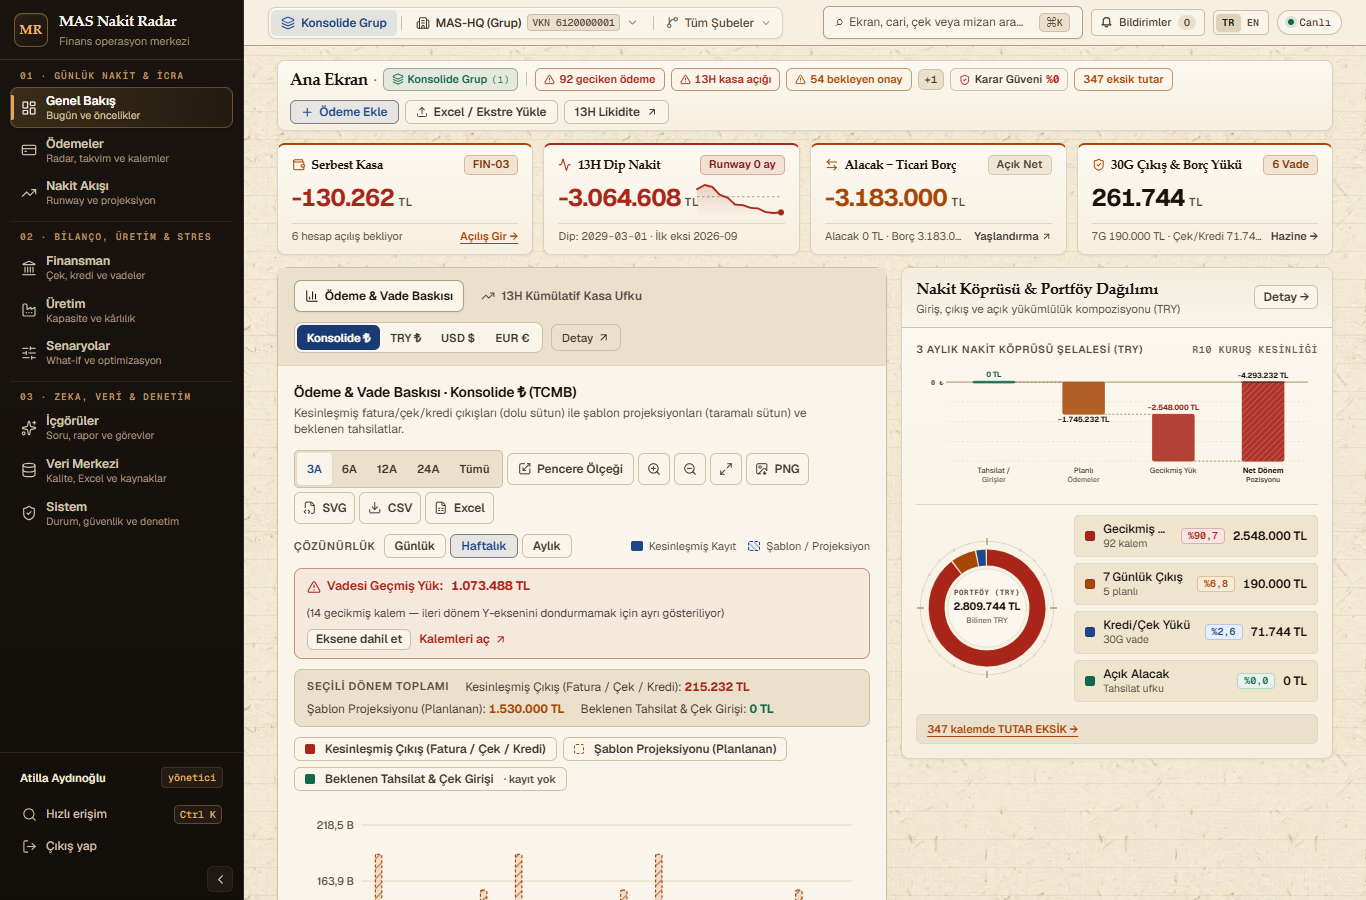 MR
MAS Nakit Radar
Finans operasyon merkezi
01 · GÜNLÜK NAKİT & İCRA
Genel Bakış
Bugün ve öncelikler
Ödemeler
Radar, takvim ve kalemler
Nakit Akışı
Runway ve projeksiyon
02 · BİLANÇO, ÜRETİM & STRES
Finansman
Çek, kredi ve vadeler
Üretim
Kapasite ve kârlılık
Senaryolar
What-if ve optimizasyon
03 · ZEKA, VERİ & DENETİM
İçgörüler
Soru, rapor ve görevler
Veri Merkezi
Kalite, Excel ve kaynaklar
Sistem
Durum, güvenlik ve denetim
Atilla Aydınoğlu
yönetici
Hızlı erişim
Ctrl K
Çıkış yap
Konsolide Grup
MAS-HQ (Grup) VKN 6120000001
Tüm Şubeler
Ekran, cari, çek veya mizan ara... ⌘K
Bildirimler 0
TR EN
Canlı
Ana Ekran · Konsolide Grup (1) 92 geciken ödeme 13H kasa açığı 54 bekleyen onay +1 Karar Güveni %0 347 eksik tutar
Ödeme Ekle Excel / Ekstre Yükle 13H Likidite ↗
Serbest Kasa FIN-03
-130.262 TL
6 hesap açılış bekliyor Açılış Gir →
13H Dip Nakit Runway 0 ay
-3.064.608 TL
Dip: 2029-03-01 · İlk eksi 2026-09
Alacak – Ticari Borç Açık Net
-3.183.000 TL
Alacak 0 TL · Borç 3.183.0... Yaşlandırma ↗
30G Çıkış & Borç Yükü 6 Vade
261.744 TL
7G 190.000 TL · Çek/Kredi 71.74... Hazine →
Ödeme & Vade Baskısı 13H Kümülatif Kasa Ufku
Konsolide ₺ TRY ₺ USD $ EUR € Detay ↗
Ödeme & Vade Baskısı · Konsolide ₺ (TCMB)
Kesinleşmiş fatura/çek/kredi çıkışları (dolu sütun) ile şablon projeksiyonları (taramalı sütun) ve
beklenen tahsilatlar.
3A 6A 12A 24A Tümü Pencere Ölçeği PNG
SVG CSV Excel
ÇÖZÜNÜRLÜK Günlük Haftalık Aylık Kesinleşmiş Kayıt Şablon / Projeksiyon
Vadesi Geçmiş Yük: 1.073.488 TL
(14 gecikmiş kalem — ileri dönem Y-eksenini dondurmamak için ayrı gösteriliyor)
Eksene dahil et Kalemleri aç ↗
SEÇİLİ DÖNEM TOPLAMI Kesinleşmiş Çıkış (Fatura / Çek / Kredi): 215.232 TL
Şablon Projeksiyonu (Planlanan): 1.530.000 TL Beklenen Tahsilat & Çek Girişi: 0 TL
Kesinleşmiş Çıkış (Fatura / Çek / Kredi) Şablon Projeksiyonu (Planlanan)
Beklenen Tahsilat & Çek Girişi · kayıt yok
218,5 B
163,9 B
Nakit Köprüsü & Portföy Dağılımı
Giriş, çıkış ve açık yükümlülük kompozisyonu (TRY)
Detay →
3 AYLIK NAKİT KÖPRÜSÜ ŞELALESİ (TRY) R10 KURUŞ KESİNLİĞİ
0 ₺
0 TL
-1.745.232 TL
-2.548.000 TL
-4.293.232 TL
Tahsilat / Planlı Gecikmiş Yük Net Dönem
Girişler Ödemeler Pozisyonu
PORTFÖY (TRY)
2.809.744 TL
Bilinen TRY
Gecikmiş ... %90,7 2.548.000 TL
92 kalem
7 Günlük Çıkış %6,8 190.000 TL
5 planlı
Kredi/Çek Yükü %2,6 71.744 TL
30G vade
Açık Alacak %0,0 0 TL
Tahsilat ufku
347 kalemde TUTAR EKSİK →